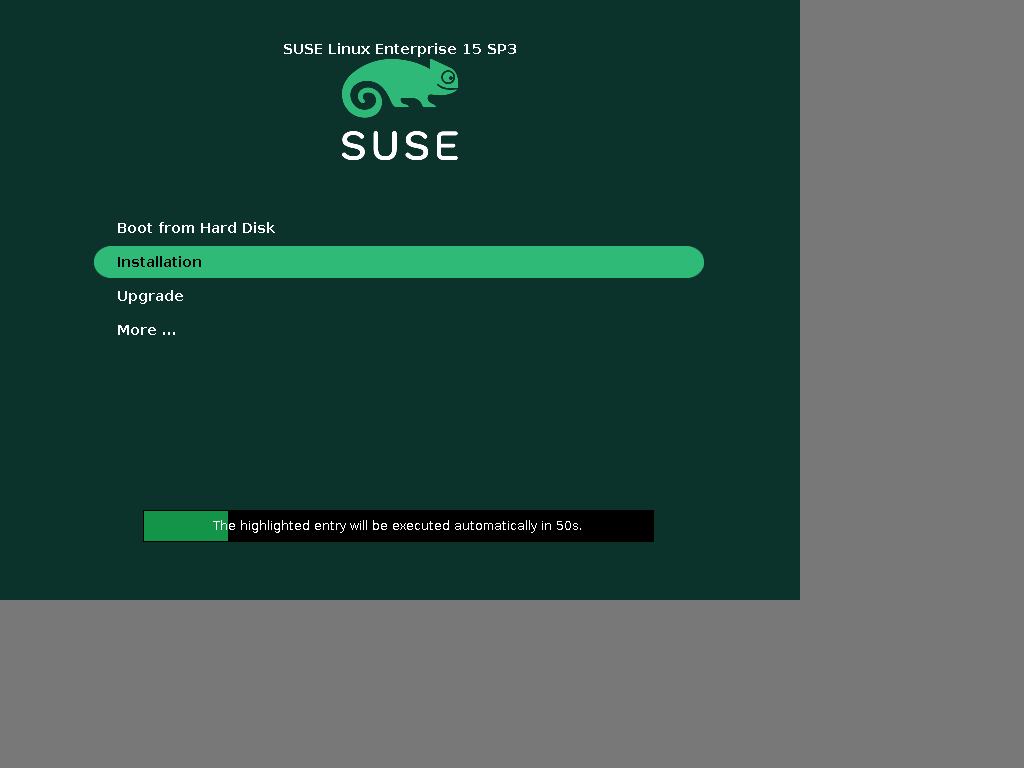 SUSE Linux Enterprise 15 SP3
SUSE
Boot from Hard Disk
Installation
Upgrade
More ...
The highlighted entry will be executed automatically in 50s.